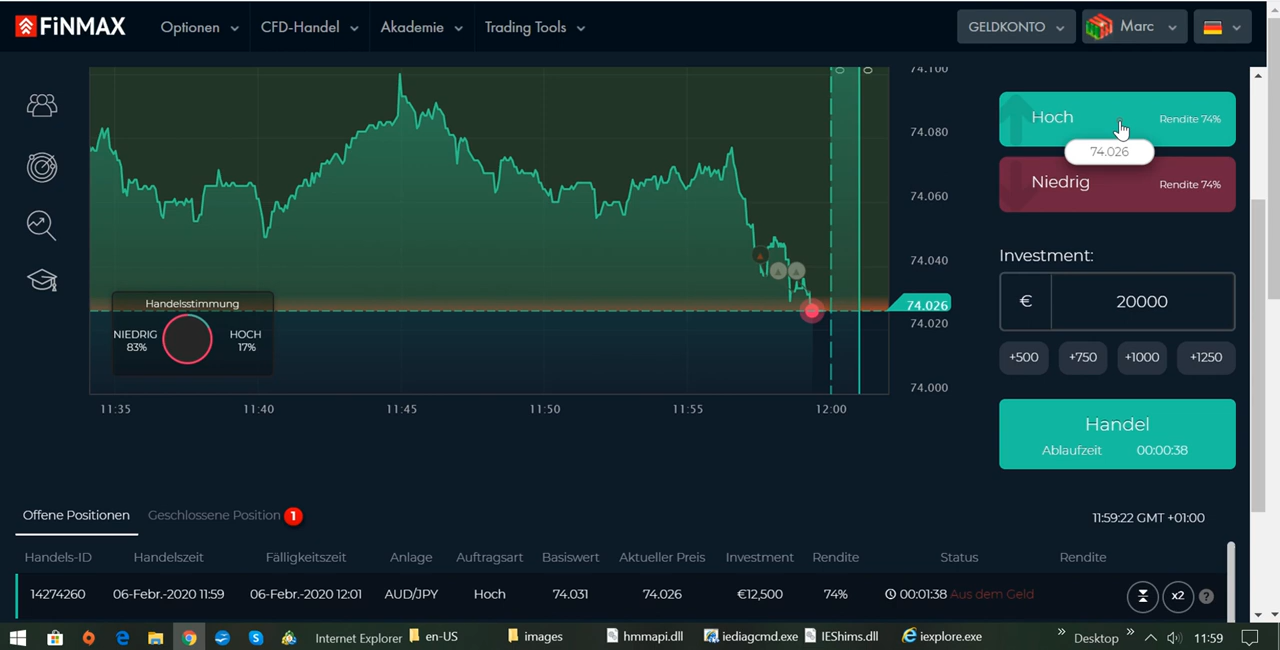 FiNMAX Optionen CFD-Handel Akademie Trading Tools GELDKONTO Marc
74.100
74.080
74.060
74.040
74.026
74.020
74.000
Handelsstimmung
NIEDRIG HOCH
83% 17%
11:35 11:40 11:45 11:50 11:55 12:00
Hoch Rendite 74%
74.026
Niedrig Rendite 74%
Investment:
€ 20000
+500 +750 +1000 +1250
Handel
Ablaufzeit 00:00:38
Offene Positionen Geschlossene Position 1 11:59:22 GMT +01:00
Handels-ID Handelszeit Fälligkeitszeit Anlage Auftragsart Basiswert Aktueller Preis Investment Rendite Status Rendite
14274260 06-Febr.-2020 11:59 06-Febr.-2020 12:01 AUD/JPY Hoch 74.031 74.026 €12,500 74% 00:01:38 Aus dem Geld x2 ?
Internet Explorer en-US images hmmapi.dll iediagcmd.exe IEShims.dll iexplore.exe » Desktop » 11:59